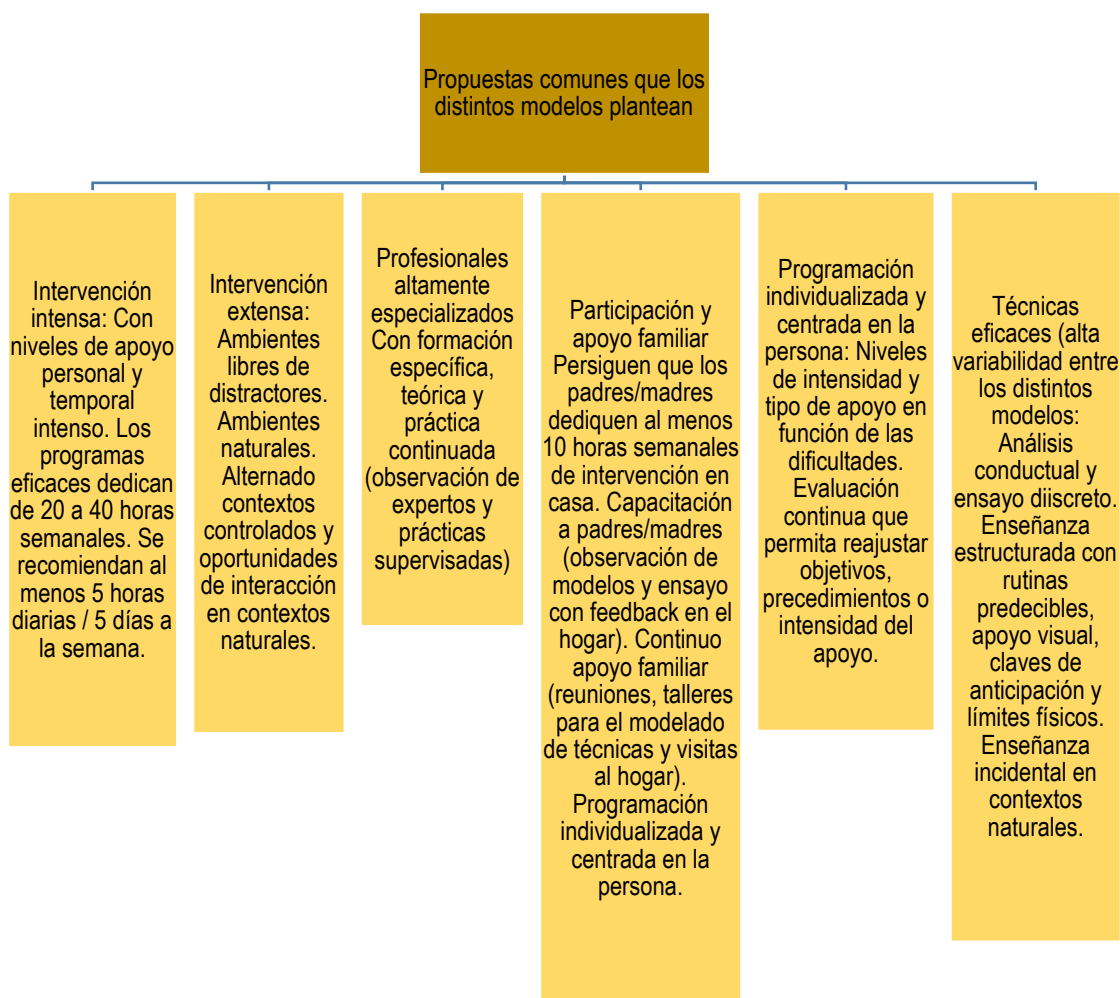 Propuestas comunes que los
distintos modelos plantean
Intervención
intensa: Con
niveles de apoyo
personal y
temporal
intenso. Los
programas
eficaces dedican
de 20 a 40 horas
semanales. Se
recomiendan al
menos 5 horas
diarias / 5 días a
la semana.
Intervención
extensa:
Ambientes
libres de
distractores.
Ambientes
naturales.
Alternado
contextos
controlados y
oportunidades
de interacción
en contextos
naturales.
Profesionales
altamente
especializados
Con formación
específica,
teórica y
práctica
continuada
(observación de
expertos y
prácticas
supervisadas)
Participación y
apoyo familiar
Persiguen que los
padres/madres
dediquen al menos
10 horas semanales
de intervención en
casa. Capacitación
a padres/madres
(observación de
modelos y ensayo
con feedback en el
hogar). Continuo
apoyo familiar
(reuniones, talleres
para el modelado
de técnicas y visitas
al hogar).
Programación
individualizada y
centrada en la
persona.
Programación
individualizada y
centrada en la
persona: Niveles
de intensidad y
tipo de apoyo en
función de las
dificultades.
Evaluación
continua que
permita reajustar
objetivos,
precedimientos o
intensidad del
apoyo.
Técnicas
eficaces (alta
variabilidad entre
los distintos
modelos:
Análisis
conductual y
ensayo diiscreto.
Enseñanza
estructurada con
rutinas
predecibles,
apoyo visual,
claves de
anticipación y
límites físicos.
Enseñanza
incidental en
contextos
naturales.